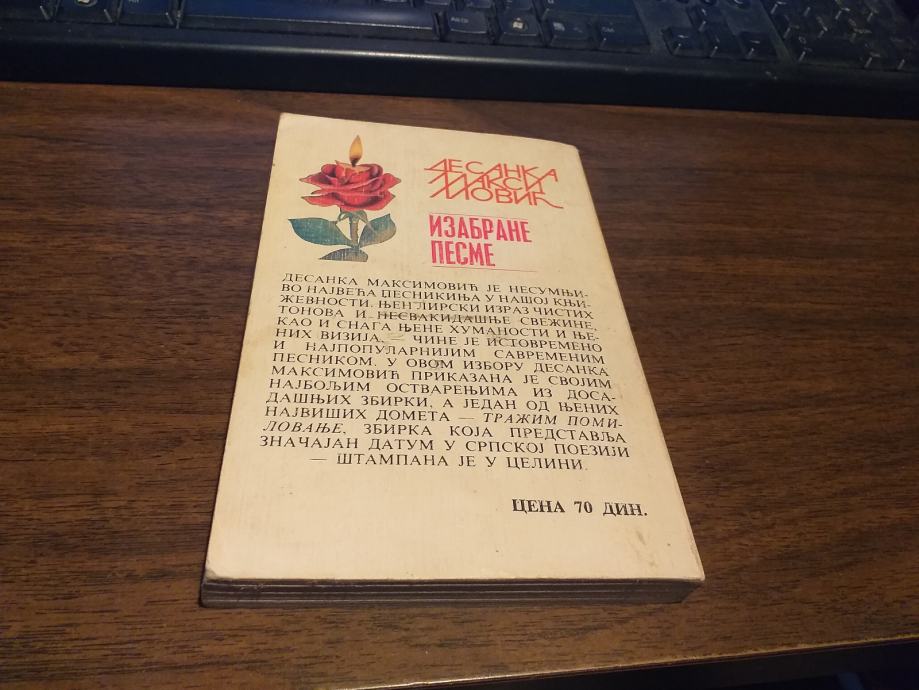 ДЕСАНКА
МАКСИ
МОВИЋ
ИЗАБРАНЕ
ПЕСМЕ
ДЕСАНКА МАКСИМОВИЋ ЈЕ НЕСУМЊИ-
ВО НАЈВЕЋА ПЕСНИКИЊА У НАШОЈ КЊИ-
ЖЕВНОСТИ. ЊЕН ЛИРСКИ ИЗРАЗ ЧИСТИХ
ТОНОВА И НЕСВАКИДАШЊЕ СВЕЖИНЕ,
КАО И СНАГА ЊЕНЕ ХУМАНОСТИ И ЊЕ-
НИХ ВИЗИЈА, — ЧИНЕ ЈЕ ИСТОВРЕМЕНО
И НАЈПОПУЛАРНИЈИМ САВРЕМЕНИМ
ПЕСНИКОМ. У ОВОМ ИЗБОРУ ДЕСАНКА
МАКСИМОВИЋ ПРИКАЗАНА ЈЕ СВОЈИМ
НАЈБОЉИМ ОСТВАРЕЊИМА ИЗ ДОСА-
ДАШЊИХ ЗБИРКИ, А ЈЕДАН ОД ЊЕНИХ
НАЈВИШИХ ДОМЕТА — ТРАЖИМ ПОМИ-
ЛОВАЊЕ, ЗБИРКА КОЈА ПРЕДСТАВЉА
ЗНАЧАЈАН ДАТУМ У СРПСКОЈ ПОЕЗИЈИ
— ШТАМПАНА ЈЕ У ЦЕЛИНИ.
ЦЕНА 70 ДИН.